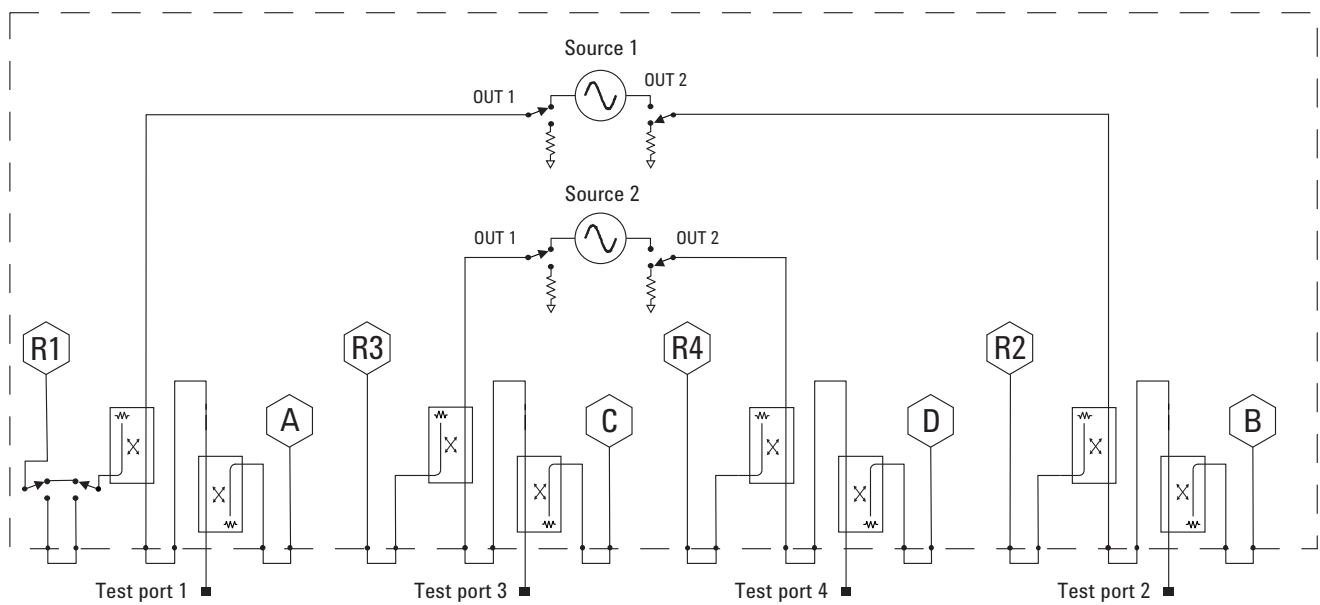 Source 1
OUT 1
OUT 2
Source 2
OUT 1
OUT 2
R1
R3
R4
R2
A
C
D
B
Test port 1
Test port 3
Test port 4
Test port 2